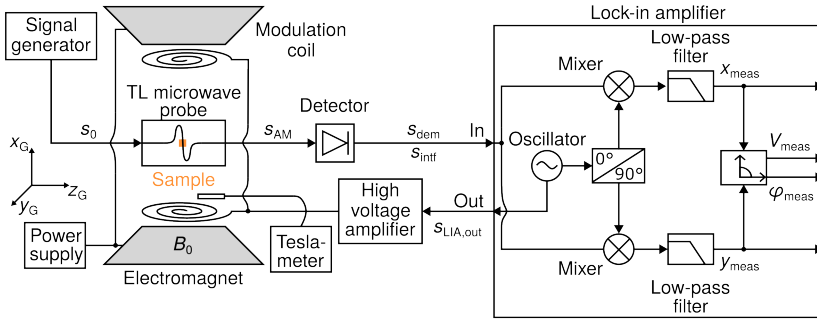 Signal
generator
Modulation
coil
Lock-in amplifier
Low-pass
filter
Mixer
x_meas
TL microwave
probe
Detector
s_0
s_AM
s_dem
s_intf
In
Oscillator
0°
90°
V_meas
φ_meas
Sample
x_G
z_G
y_G
High
voltage
amplifier
Out
s_LIA,out
Power
supply
B_0
Tesla-
meter
Electromagnet
Mixer
y_meas
Low-pass
filter